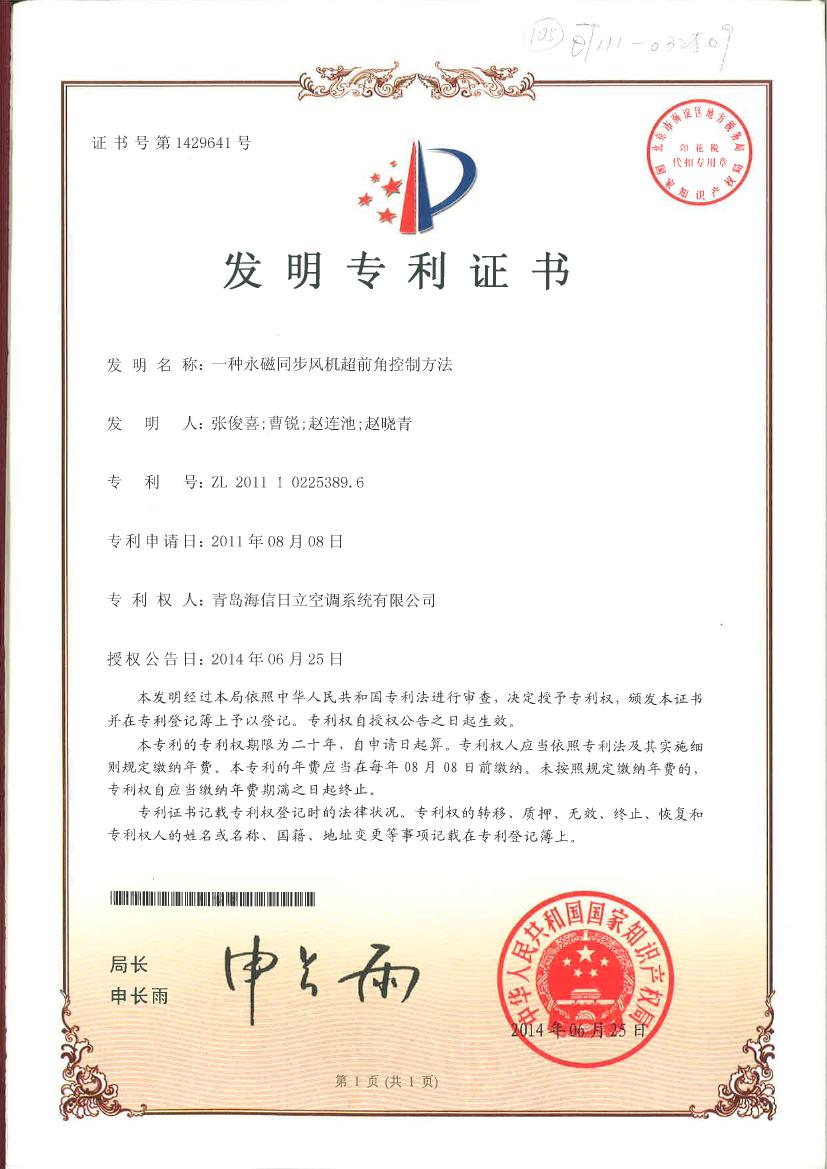 105
证书号第1429641号
北京市海淀区地方税务局
印花税
代扣专用章
国家知识产权局
发明专利证书
发明名称：一种永磁同步风机超前角控制方法
发明人：张俊喜;曹锐;赵连池;赵晓青
专利号：ZL 2011 1 0225389.6
专利申请日：2011年08月08日
专利权人：青岛海信日立空调系统有限公司
授权公告日：2014年06月25日
本发明经过本局依照中华人民共和国专利法进行审查，决定授予专利权，颁发本证书
并在专利登记簿上予以登记。专利权自授权公告之日起生效。
本专利的专利权期限为二十年，自申请日起算。专利权人应当依照专利法及其实施细
则规定缴纳年费。本专利的年费应当在每年08月08日前缴纳。未按照规定缴纳年费的，
专利权自应当缴纳年费期满之日起终止。
专利证书记载专利权登记时的法律状况。专利权的转移、质押、无效、终止、恢复和
专利权人的姓名或名称、国籍、地址变更等事项记载在专利登记簿上。
局长
申长雨
申长雨
中华人民共和国国家知识产权局
2014年06月25日
第1页(共1页)